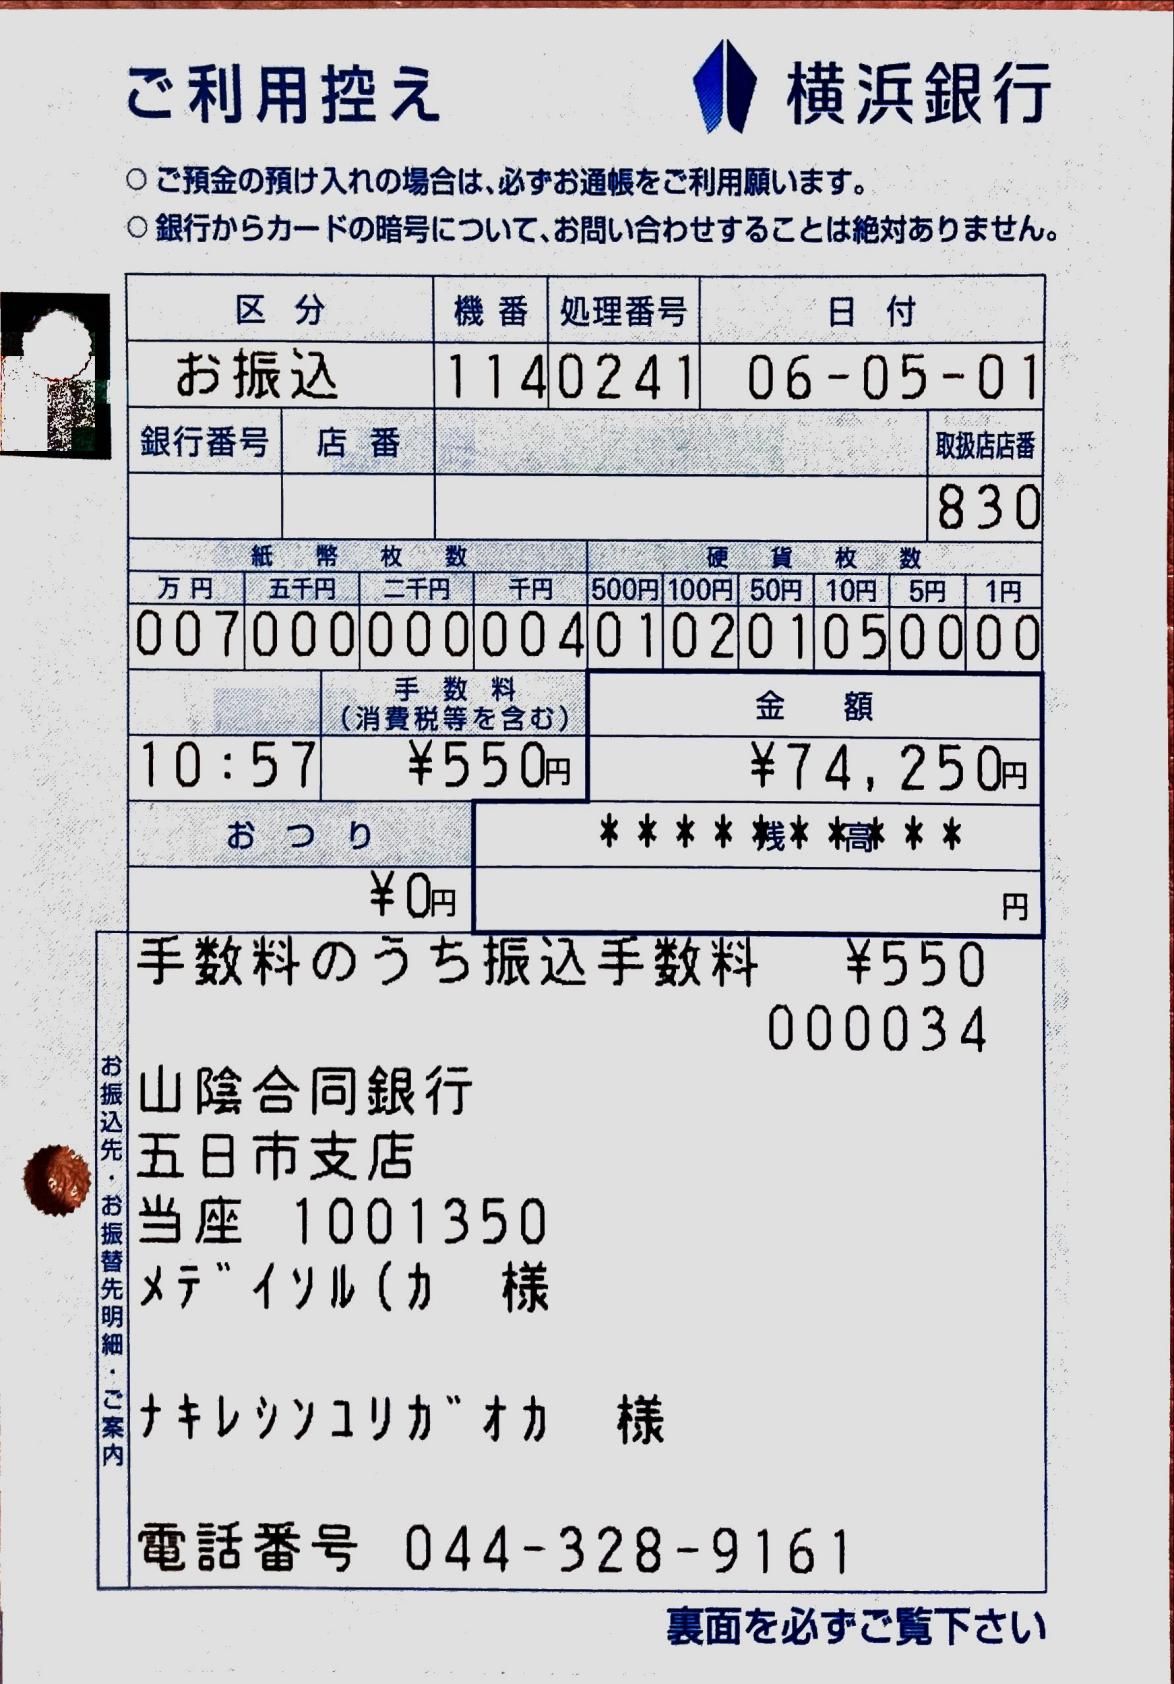 ご利用控え 横浜銀行
○ ご預金の預け入れの場合は、必ずお通帳をご利用願います。
○ 銀行からカードの暗号について、お問い合わせすることは絶対ありません。
区 分 機 番 処理番号 日 付
お振込 114 0241 06-05-01
銀行番号 店 番 取扱店店番
830
紙 幣 枚 数 硬 貨 枚 数
万円 五千円 二千円 千円 500円 100円 50円 10円 5円 1円
007 000 000 004 01 02 01 05 00 00
手 数 料 金 額
(消費税等を含む)
10:57 ¥550円 ¥74,250円
お つ り ***** 残 * * 高 ***
¥0円 円
手数料のうち振込手数料 ¥550
000034
山陰合同銀行
五日市支店
当座 1001350
メデイソル(カ 様
ナキレシンユリガオカ 様
電話番号 044-328-9161
お振込先・お振替先明細・ご案内
裏面を必ずご覧下さい